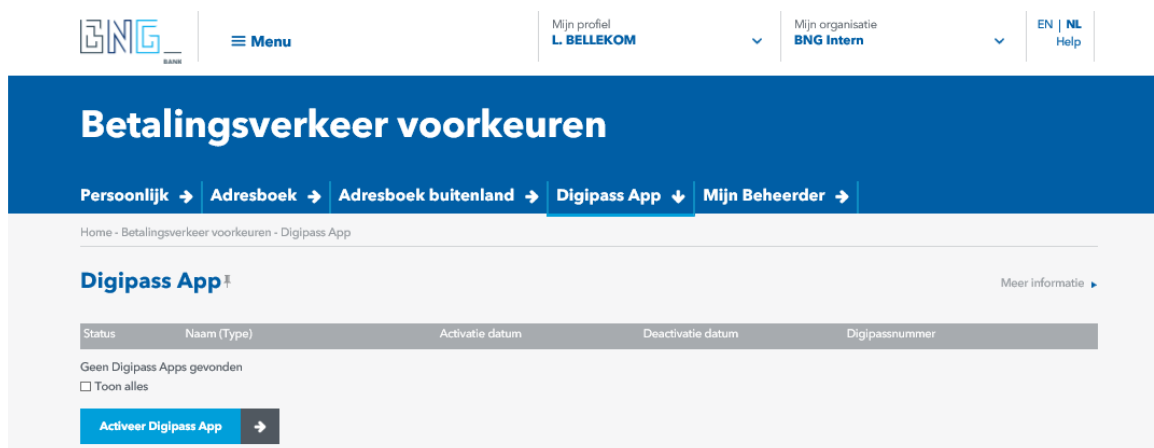 BNG BANK
Menu
Mijn profiel
L. BELLEKOM
Mijn organisatie
BNG Intern
EN | NL
Help
Betalingsverkeer voorkeuren
Persoonlijk Adresboek Adresboek buitenland Digipass App Mijn Beheerder
Home - Betalingsverkeer voorkeuren - Digipass App
Digipass App
Meer informatie
Status Naam (Type) Activatie datum Deactivatie datum Digipassnummer
Geen Digipass Apps gevonden
Toon alles
Activeer Digipass App